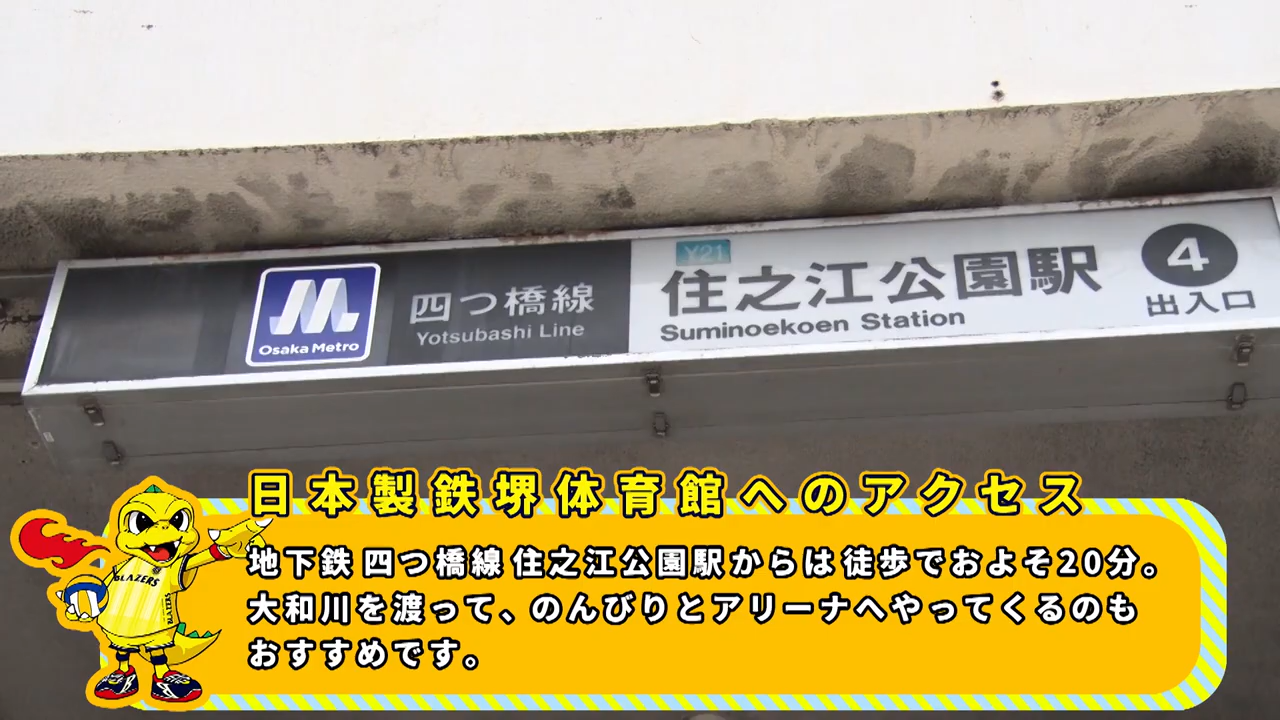 Osaka Metro
四つ橋線
Yotsubashi Line
Y21
住之江公園駅
Suminoekoen Station
4
出入口
日本製鉄堺体育館へのアクセス
地下鉄 四つ橋線 住之江公園駅からは 徒歩でおよそ20分。
大和川を渡って、のんびりとアリーナへやってくるのも
おすすめです。
BLAZERS